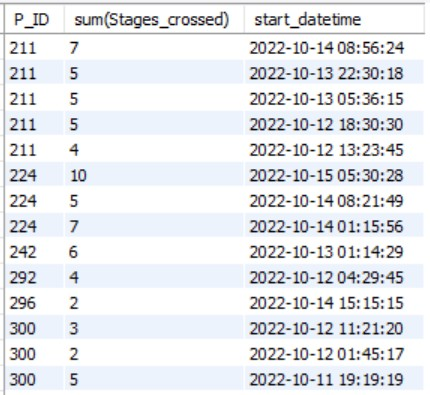 P_ID sum(Stages_crossed) start_datetime
211 7 2022-10-14 08:56:24
211 5 2022-10-13 22:30:18
211 5 2022-10-13 05:36:15
211 5 2022-10-12 18:30:30
211 4 2022-10-12 13:23:45
224 10 2022-10-15 05:30:28
224 5 2022-10-14 08:21:49
224 7 2022-10-14 01:15:56
242 6 2022-10-13 01:14:29
292 4 2022-10-12 04:29:45
296 2 2022-10-14 15:15:15
300 3 2022-10-12 11:21:20
300 2 2022-10-12 01:45:17
300 5 2022-10-11 19:19:19